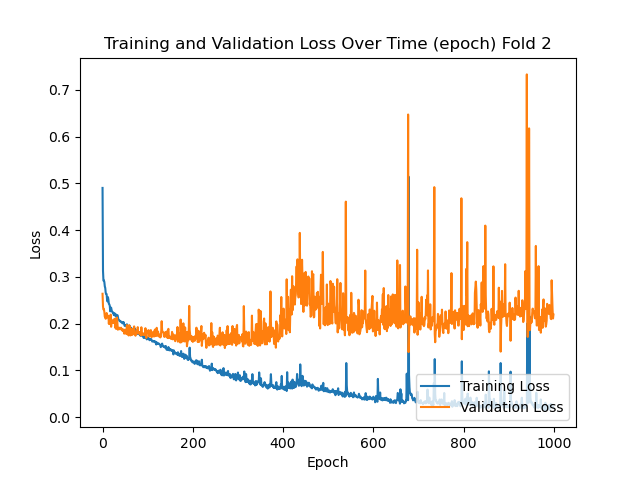 Training and Validation Loss Over Time (epoch) Fold 2
Loss
0.7
0.6
0.5
0.4
0.3
0.2
0.1
0.0
Training Loss
Validation Loss
0 200 400 600 800 1000
Epoch